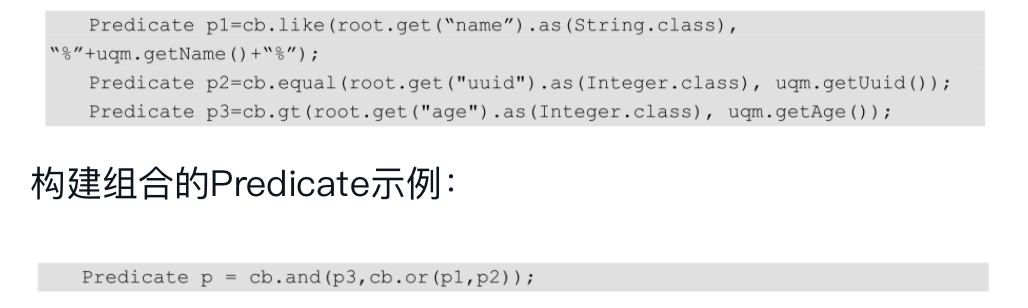 Predicate p1=cb.like(root.get(“name”).as(String.class),
“%”+uqm.getName()+“%”);
Predicate p2=cb.equal(root.get("uuid").as(Integer.class), uqm.getUuid());
Predicate p3=cb.gt(root.get("age").as(Integer.class), uqm.getAge());
构建组合的Predicate示例：
Predicate p = cb.and(p3,cb.or(p1,p2));